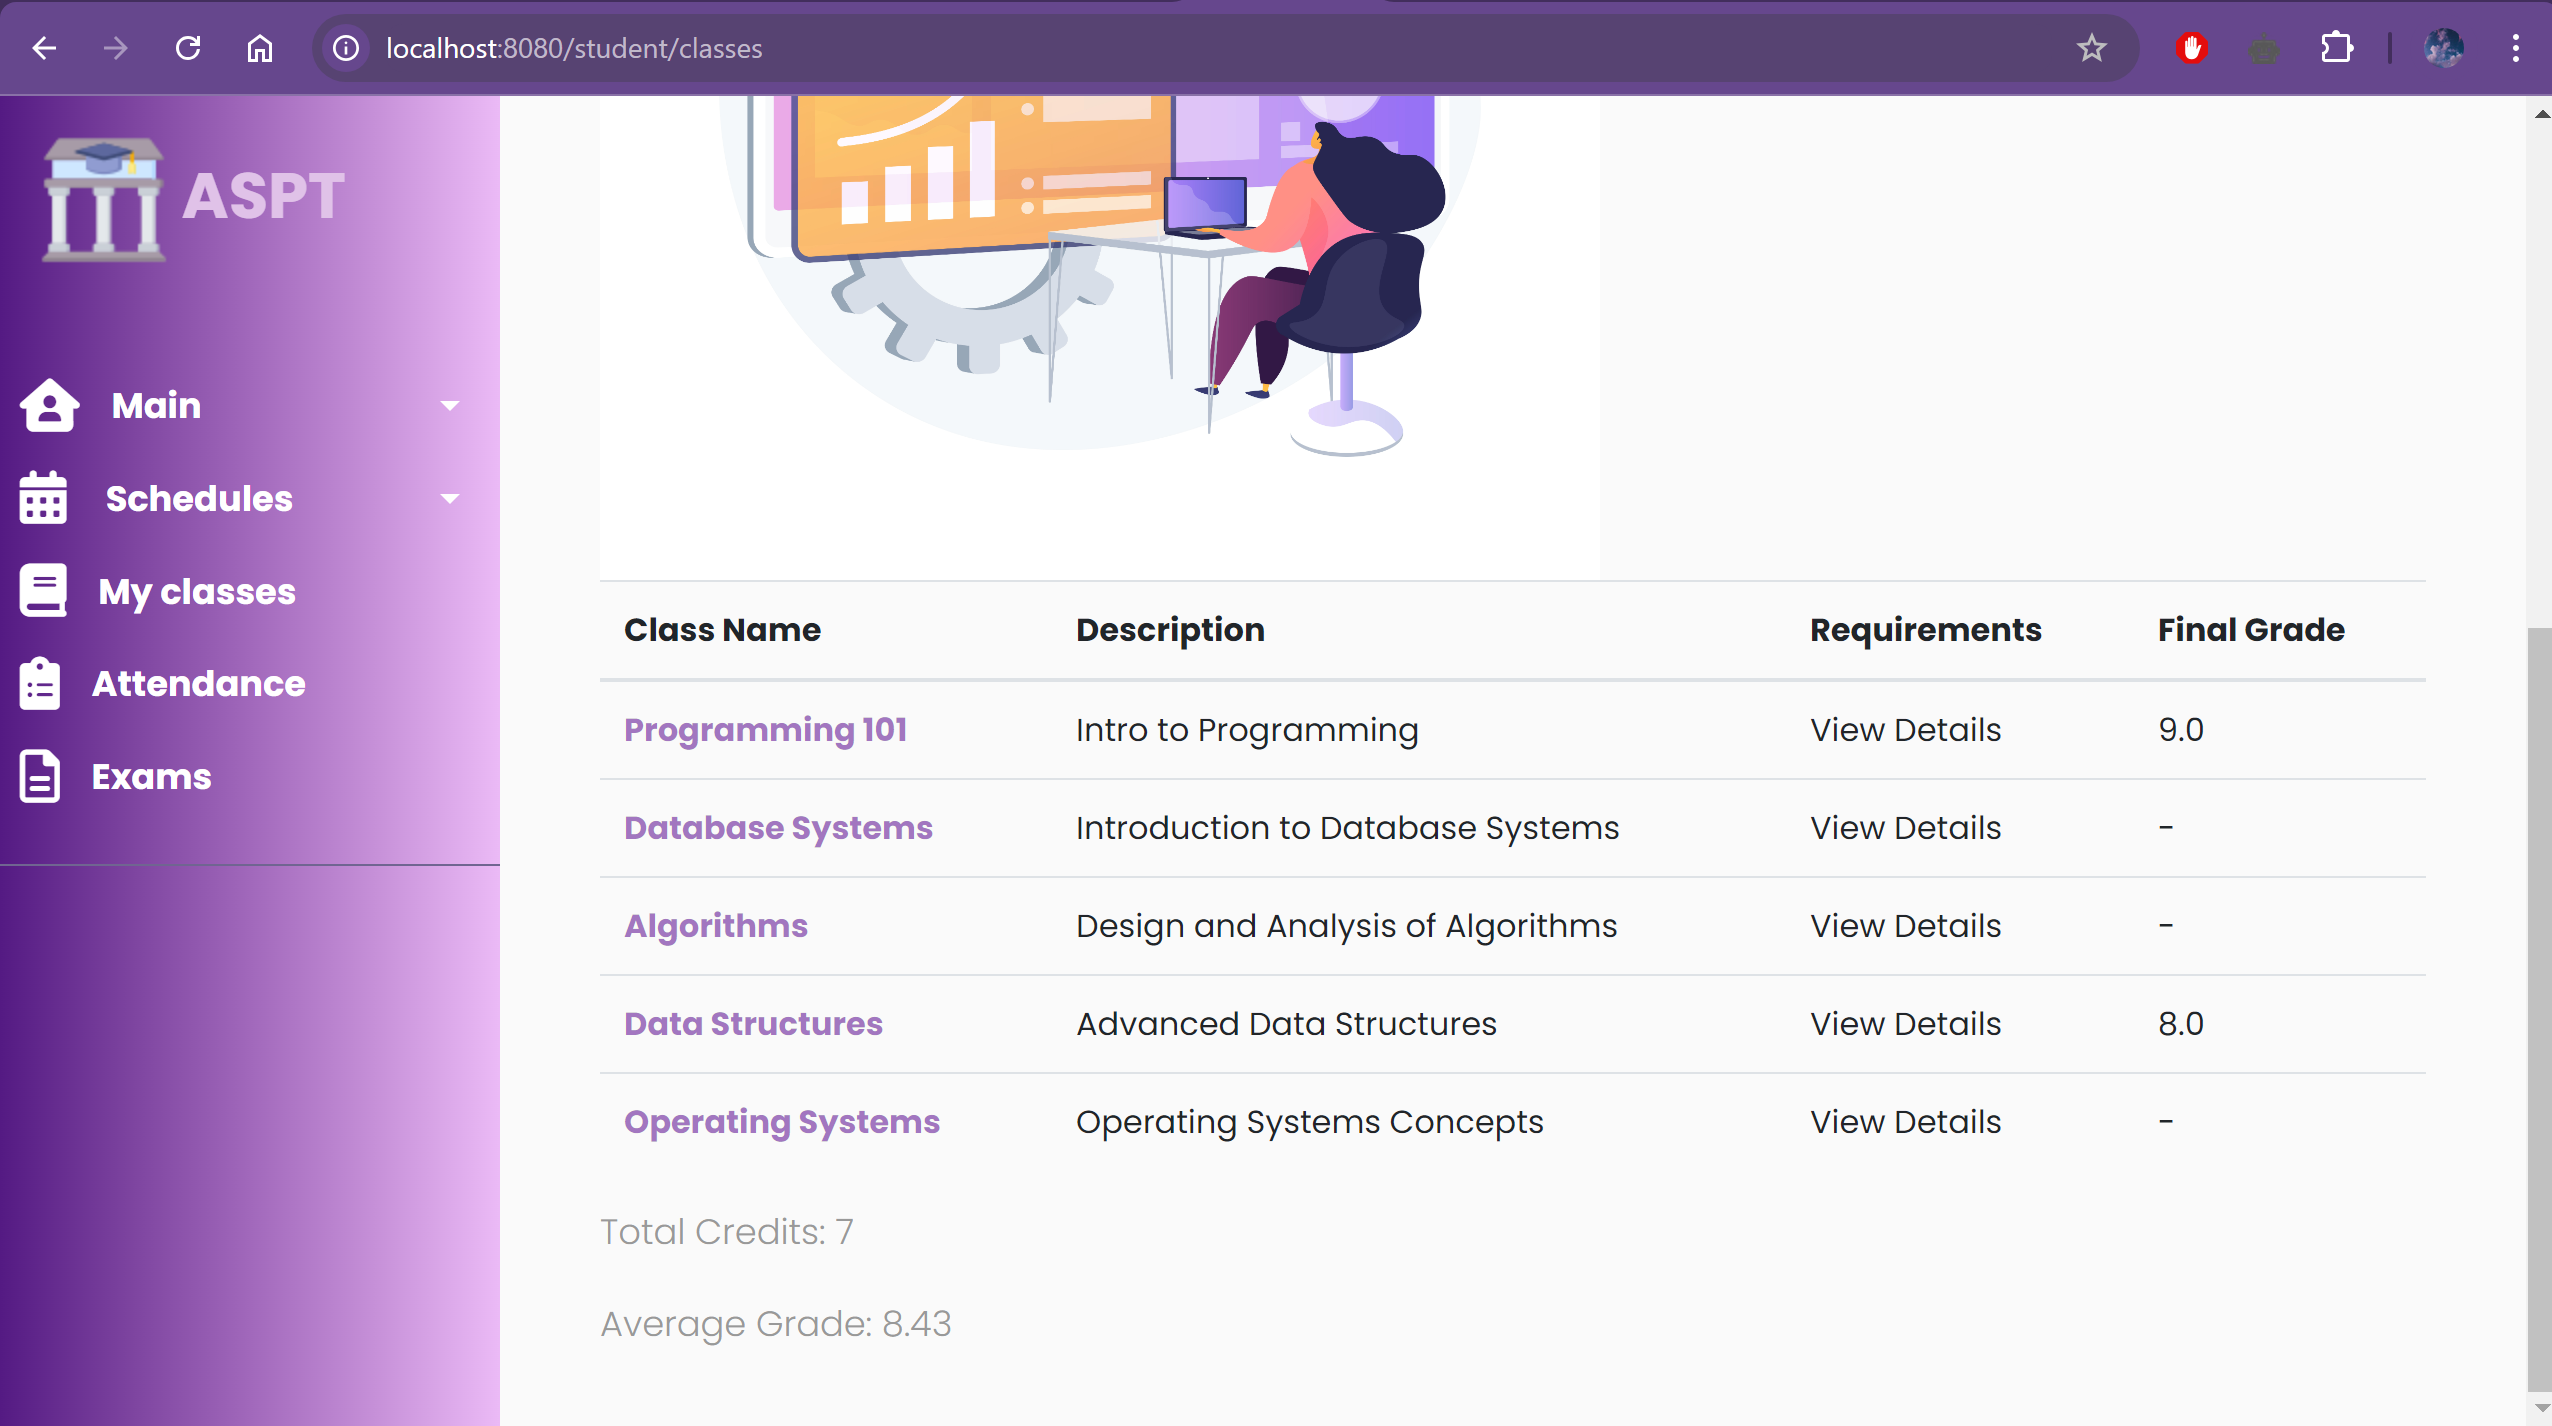 localhost:8080/student/classes
ASPT
Main
Schedules
My classes
Attendance
Exams
Class Name Description Requirements Final Grade
Programming 101 Intro to Programming View Details 9.0
Database Systems Introduction to Database Systems View Details -
Algorithms Design and Analysis of Algorithms View Details -
Data Structures Advanced Data Structures View Details 8.0
Operating Systems Operating Systems Concepts View Details -
Total Credits: 7
Average Grade: 8.43